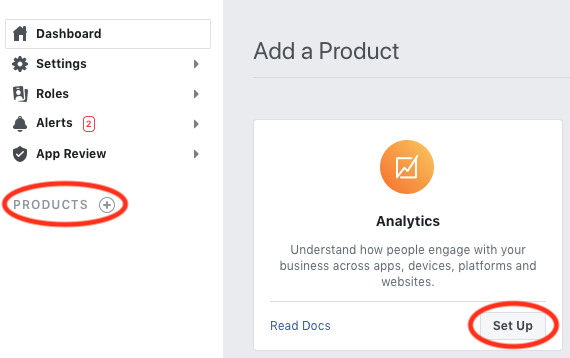 Dashboard
Settings
Roles
Alerts 2
App Review
PRODUCTS
Add a Product
Analytics
Understand how people engage with your
business across apps, devices, platforms and
websites.
Read Docs
Set Up